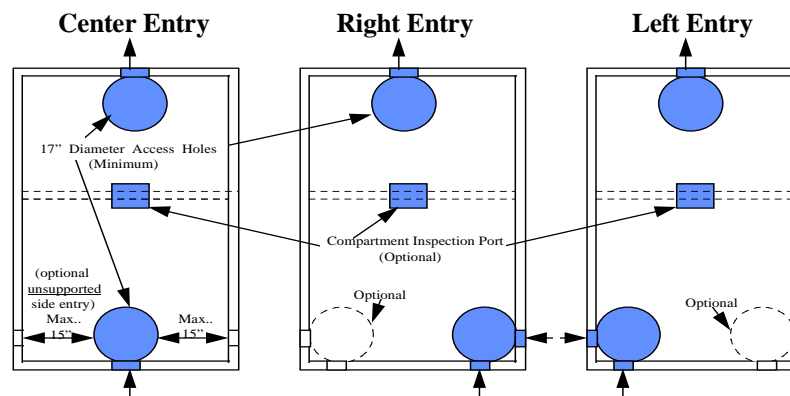 Center Entry
Right Entry
Left Entry
17” Diameter Access Holes
(Minimum)
Compartment Inspection Port
(Optional)
(optional
unsupported
side entry)
Max..
15”
Max..
15”
Optional
Optional